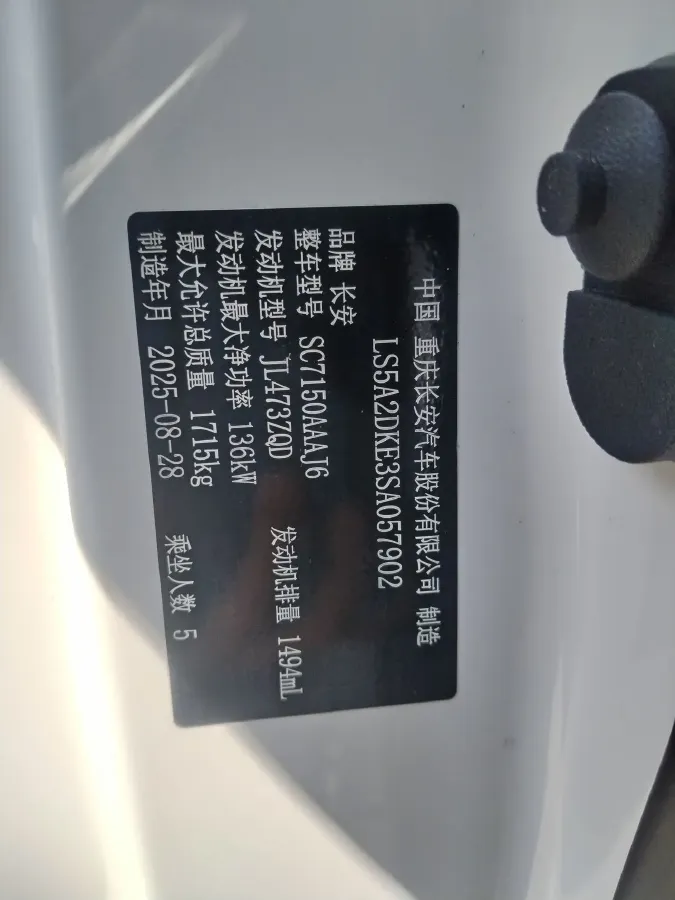 中国 重庆长安汽车股份有限公司 制造
LS5A2DKE3SA057902
品牌 长安
整车型号 SC7150AAAJ6
发动机型号 JL473ZQD 发动机排量 1494mL
发动机最大净功率 136kW
最大允许总质量 1715kg
制造年月 2025-08-28 乘坐人数 5